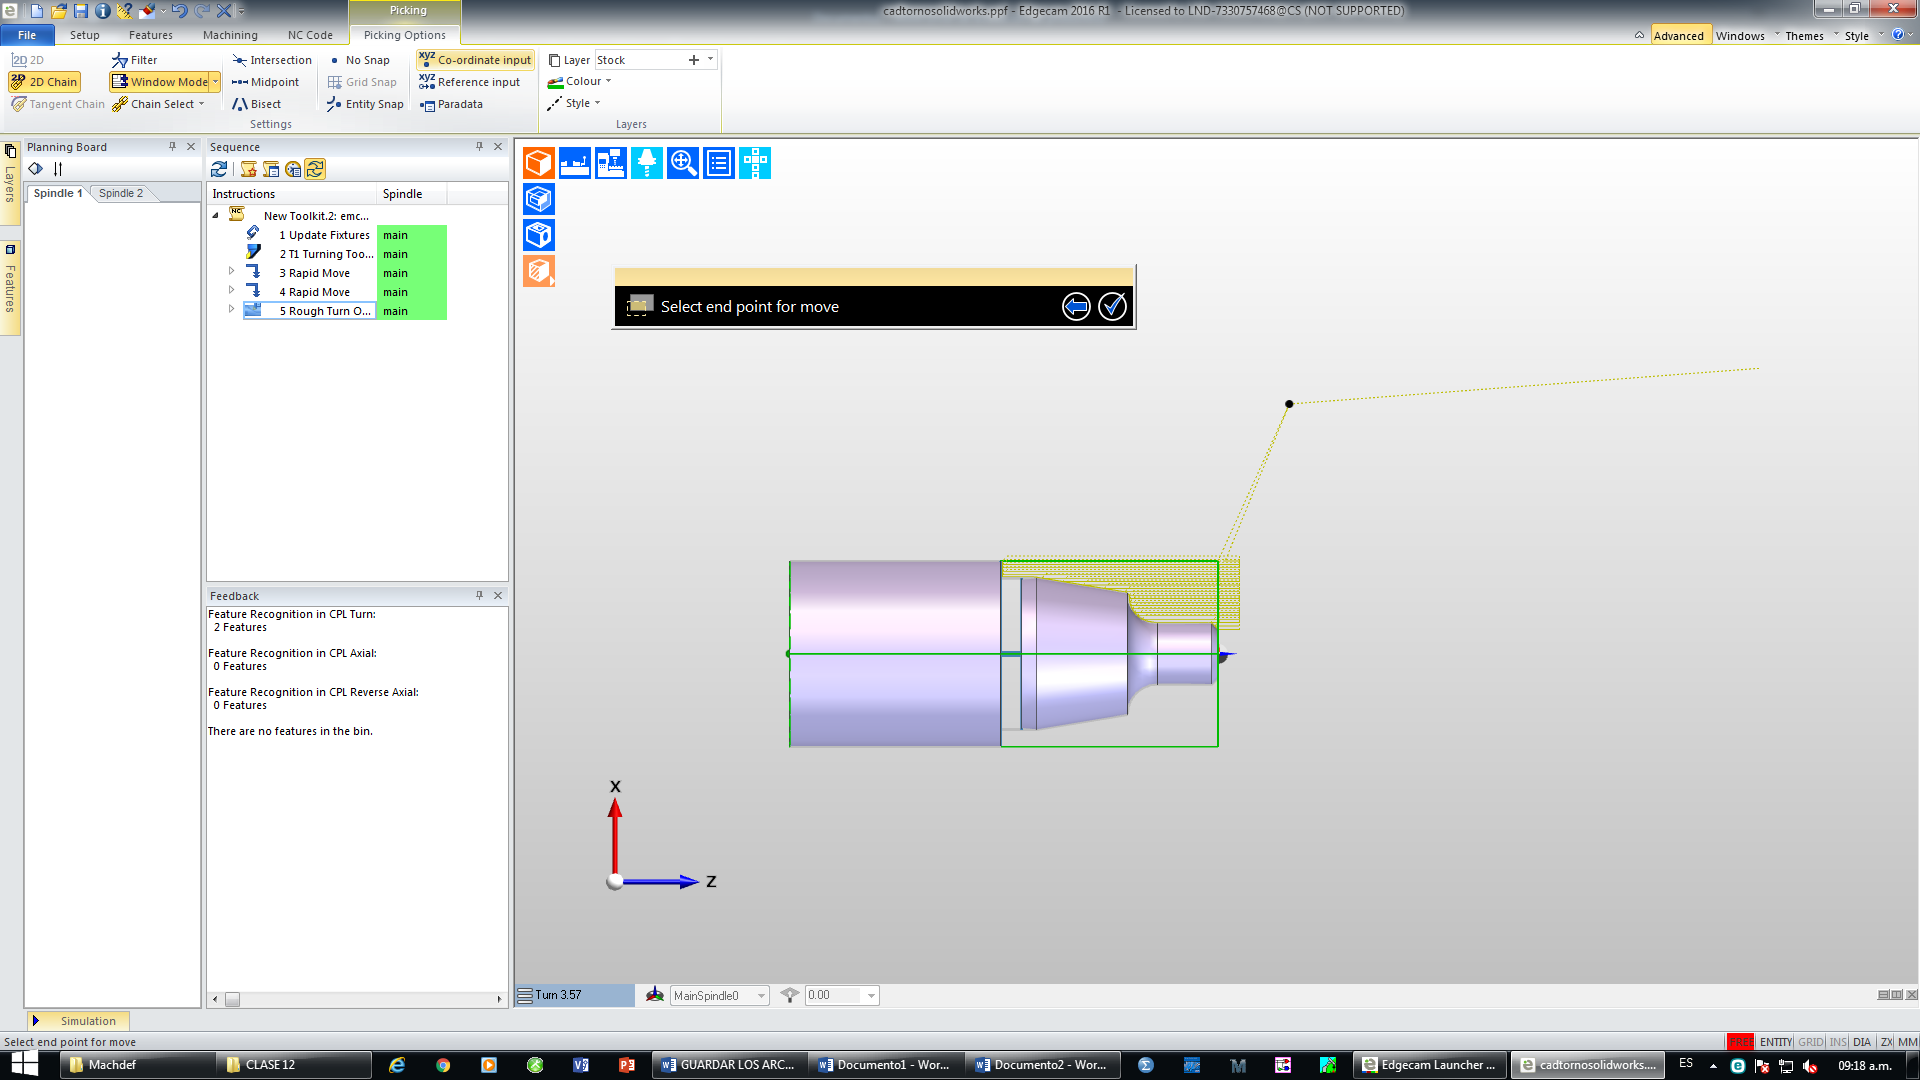 Picking
cadtornosolidworks.ppf - Edgecam 2016 R1 - Licensed to LND-7330757468@CS (NOT SUPPORTED)
File Setup Features Machining NC Code Picking Options Advanced Windows Themes Style
2D Filter Intersection No Snap Co-ordinate input Layer Stock
2D Chain Window Mode Midpoint Grid Snap Reference input Colour
Tangent Chain Chain Select Bisect Entity Snap Paradata Style
Settings Layers
Planning Board Sequence
Layers
Features
Spindle 1 Spindle 2
Instructions Spindle
New Toolkit.2: emc...
1 Update Fixtures main
2 T1 Turning Too... main
3 Rapid Move main
4 Rapid Move main
5 Rough Turn O... main
Select end point for move
Feedback
Feature Recognition in CPL Turn:
2 Features
Feature Recognition in CPL Axial:
0 Features
Feature Recognition in CPL Reverse Axial:
0 Features
There are no features in the bin.
X
Z
Turn 3.57 MainSpindle0 0.00
Simulation
Select end point for move FREE ENTITY GRID INS DIA ZX MM
Machdef CLASE 12 GUARDAR LOS ARC... Documento1 - Wor... Documento2 - Wor... Edgecam Launcher ... cadtornosolidworks.... ES 09:18 a.m.